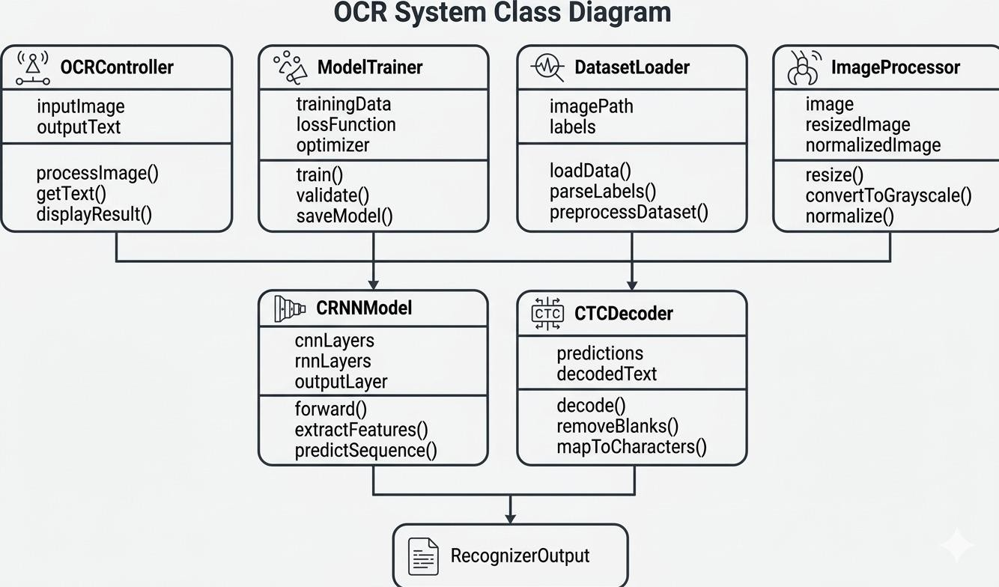 OCR System Class Diagram
OCRController
inputImage
outputText
processImage()
getText()
displayResult()
ModelTrainer
trainingData
lossFunction
optimizer
train()
validate()
saveModel()
DatasetLoader
imagePath
labels
loadData()
parseLabels()
preprocessDataset()
ImageProcessor
image
resizedImage
normalizedImage
resize()
convertToGrayscale()
normalize()
CRNNModel
cnnLayers
rnnLayers
outputLayer
forward()
extractFeatures()
predictSequence()
CTC
CTCDecoder
predictions
decodedText
decode()
removeBlanks()
mapToCharacters()
RecognizerOutput